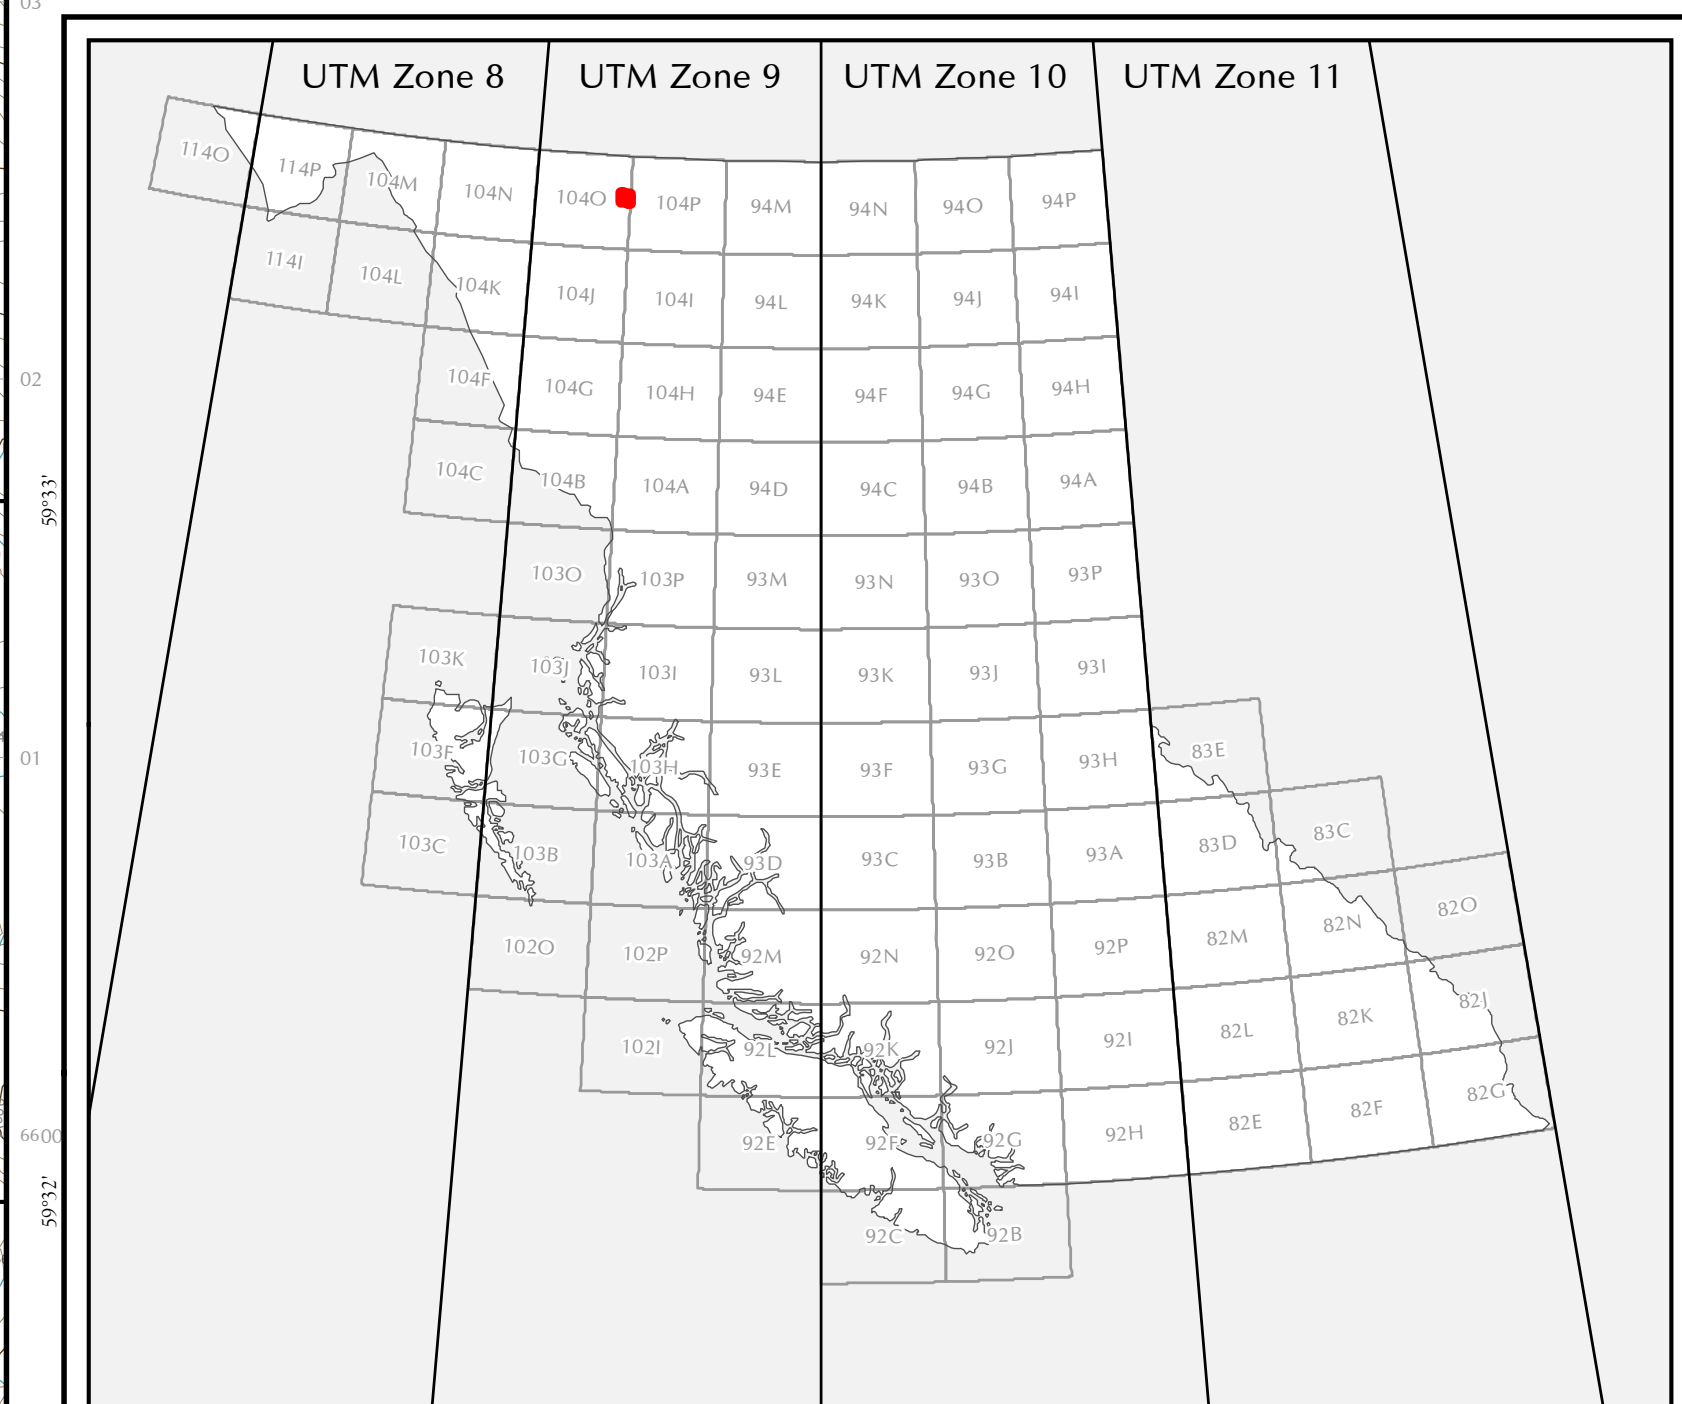 03
UTM Zone 8 UTM Zone 9 UTM Zone 10 UTM Zone 11
114O 114P 104M 104N 104O 104P 94M 94N 94O 94P
114I 104L 104K 104J 104I 94L 94K 94J 94I
02
104F 104G 104H 94E 94F 94G 94H
104C 104B 104A 94D 94C 94B 94A
59°33'
103O 103P 93M 93N 93O 93P
103K 103J 103I 93L 93K 93J 93I
01
103F 103G 103H 93E 93F 93G 93H 83E
103C 103B 103A 93D 93C 93B 93A 83D 83C
102O 102P 92M 92N 92O 92P 82M 82N 82O
102I 92L 92K 92J 92I 82L 82K 82J
6600
92E 92F 92G 92H 82E 82F 82G
59°32'
92C 92B